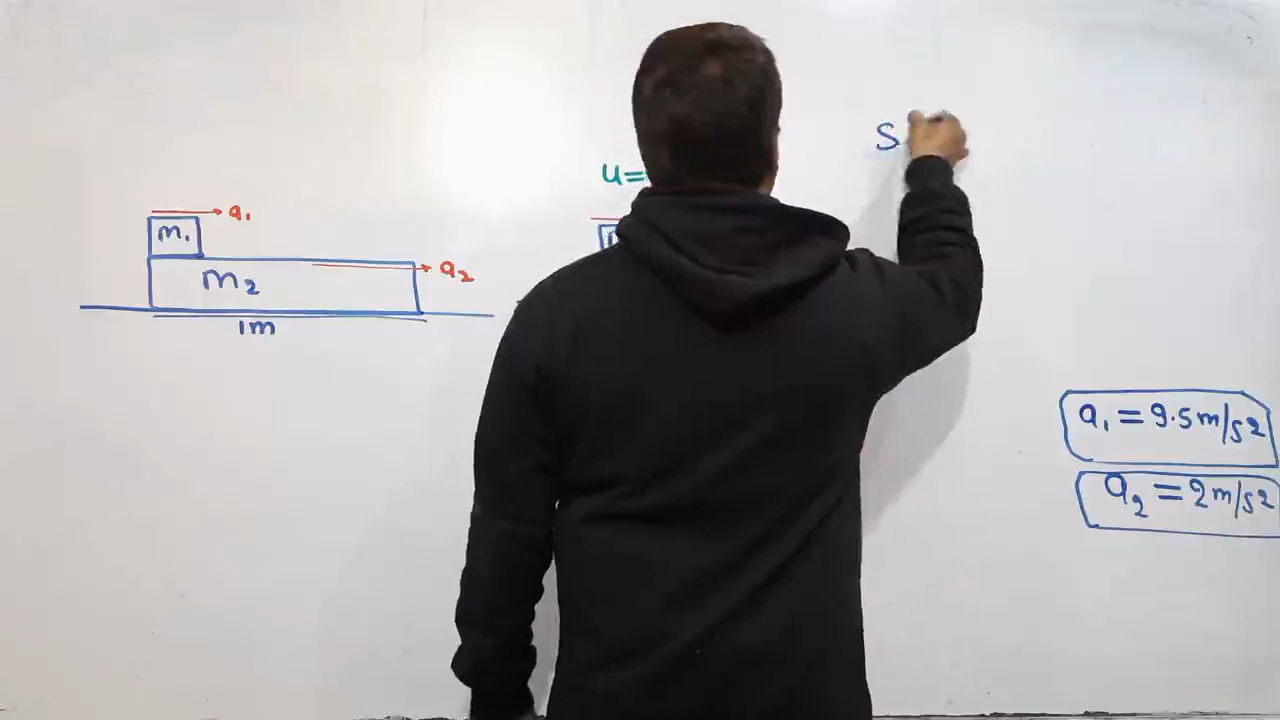 a₁
m₁
a₂
m₂
1m
u=
S
a₁ = 9.5 m/s²
a₂ = 2 m/s²